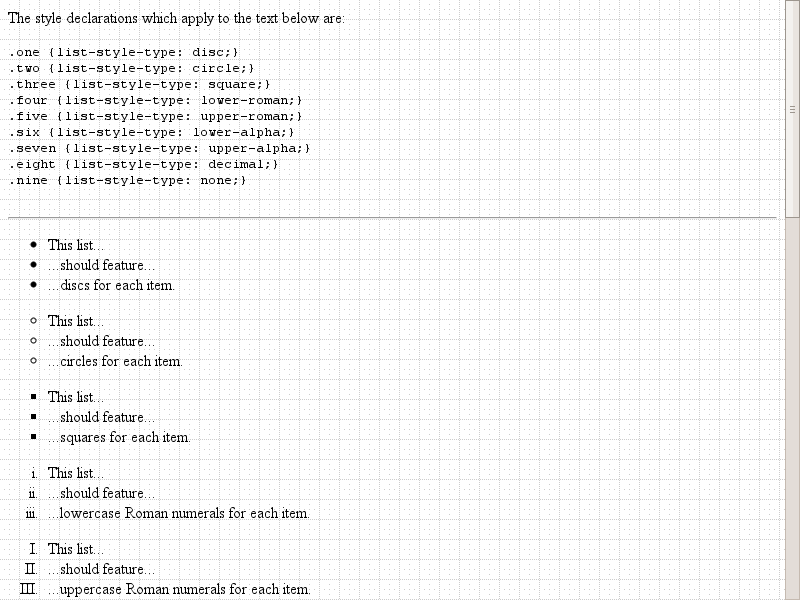 The style declarations which apply to the text below are:
.one {list-style-type: disc;}
.two {list-style-type: circle;}
.three {list-style-type: square;}
.four {list-style-type: lower-roman;}
.five {list-style-type: upper-roman;}
.six {list-style-type: lower-alpha;}
.seven {list-style-type: upper-alpha;}
.eight {list-style-type: decimal;}
.nine {list-style-type: none;}
• This list...
• ...should feature...
• ...discs for each item.
◦ This list...
◦ ...should feature...
◦ ...circles for each item.
▪ This list...
▪ ...should feature...
▪ ...squares for each item.
i. This list...
ii. ...should feature...
iii. ...lowercase Roman numerals for each item.
I. This list...
II. ...should feature...
III. ...uppercase Roman numerals for each item.